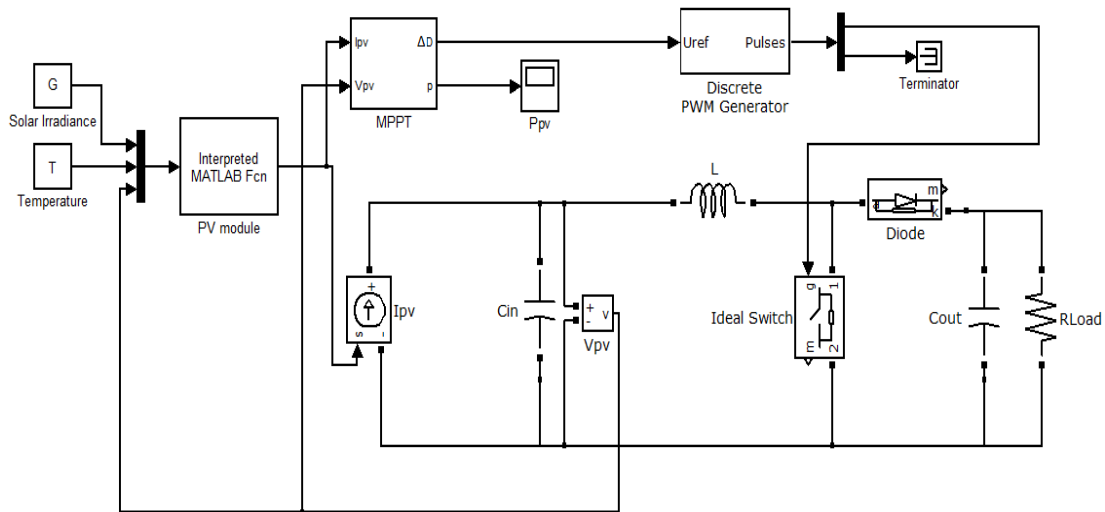 G
Solar Irradiance
T
Temperature
Interpreted
MATLAB Fcn
PV module
Ipv
Vpv
ΔD
p
MPPT
Ppv
Uref
Pulses
Discrete
PWM Generator
Terminator
L
m
a
k
Diode
+
s
-
Ipv
Cin
+
-
v
Vpv
Ideal Switch
g
1
m
2
Cout
RLoad